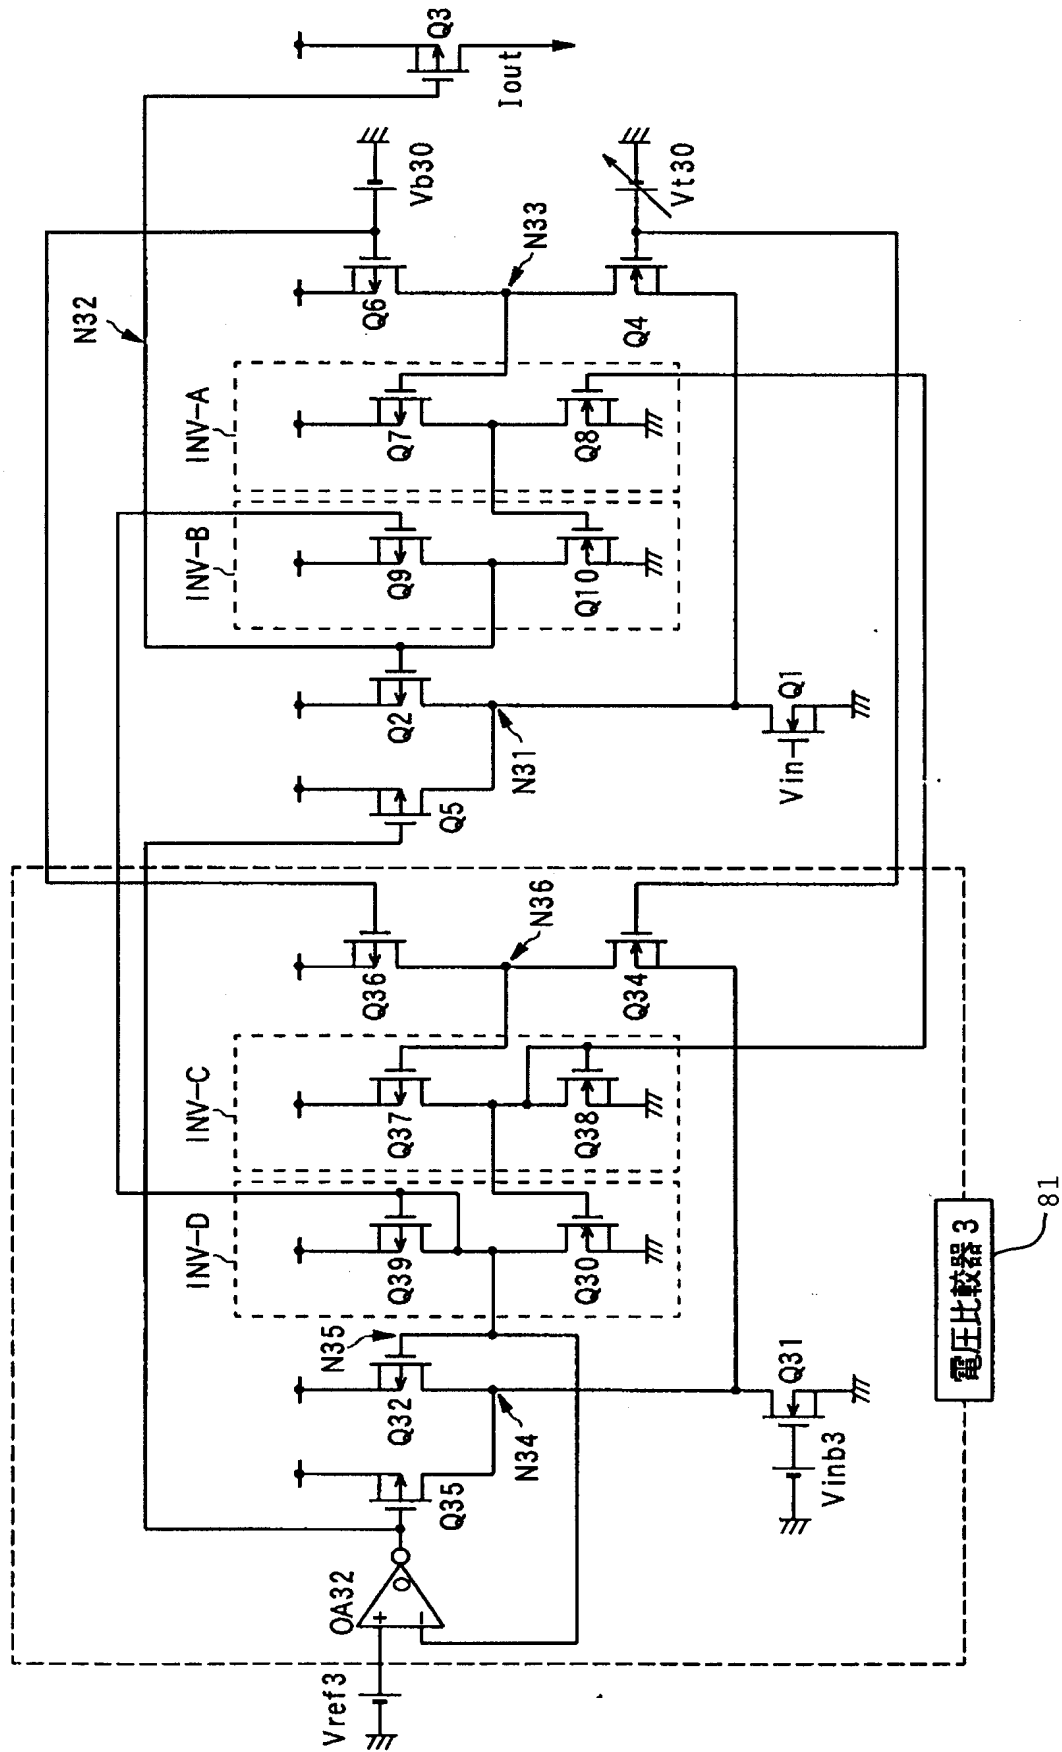 Vref3
OA32
+
−
Q
Q35
Q32
N35
N34
Vinb3
Q31
INV-D
Q39
Q30
INV-C
Q37
Q38
Q36
N36
Q34
電圧比較器3
81
Q5
N31
Q2
Vin
Q1
INV-B
Q9
Q10
INV-A
Q7
Q8
N32
Q6
N33
Q4
Vb30
Vt30
Q3
Iout